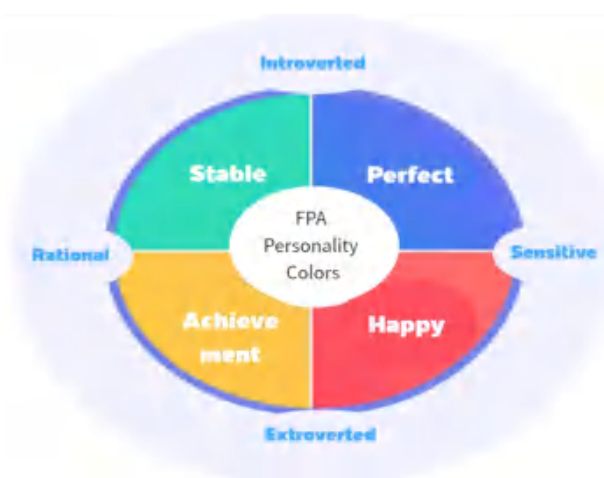 Introverted
Stable
Perfect
FPA
Personality
Colors
Rational
Sensitive
Achieve
ment
Happy
Extroverted